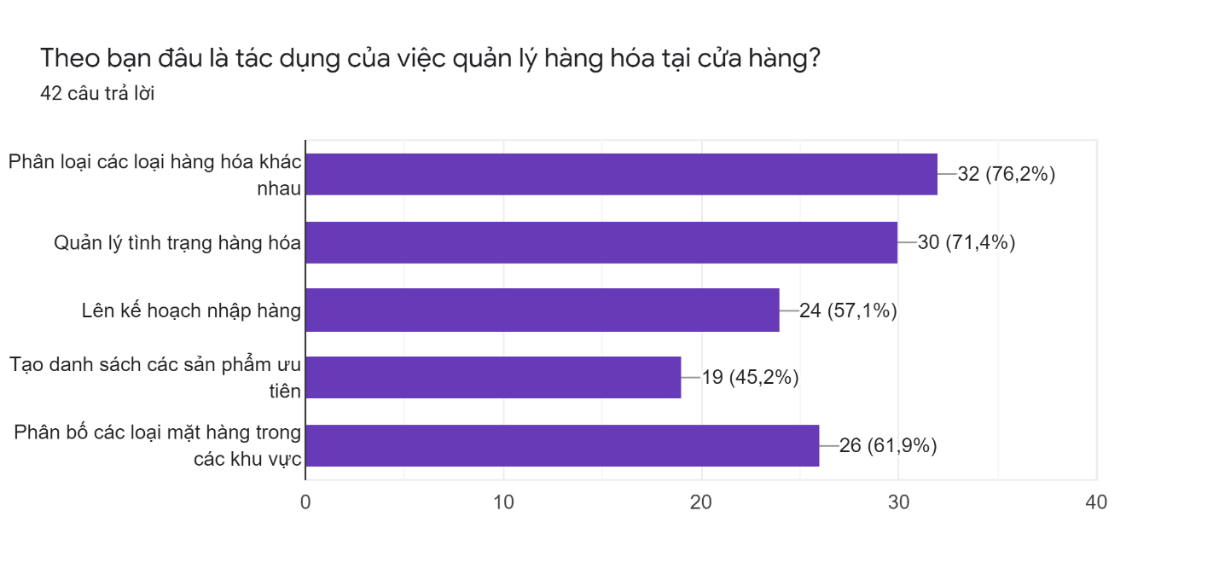 Theo bạn đâu là tác dụng của việc quản lý hàng hóa tại cửa hàng?
42 câu trả lời
Phân loại các loại hàng hóa khác
nhau
32 (76,2%)
Quản lý tình trạng hàng hóa
30 (71,4%)
Lên kế hoạch nhập hàng
24 (57,1%)
Tạo danh sách các sản phẩm ưu
tiên
19 (45,2%)
Phân bố các loại mặt hàng trong
các khu vực
26 (61,9%)
0 10 20 30 40